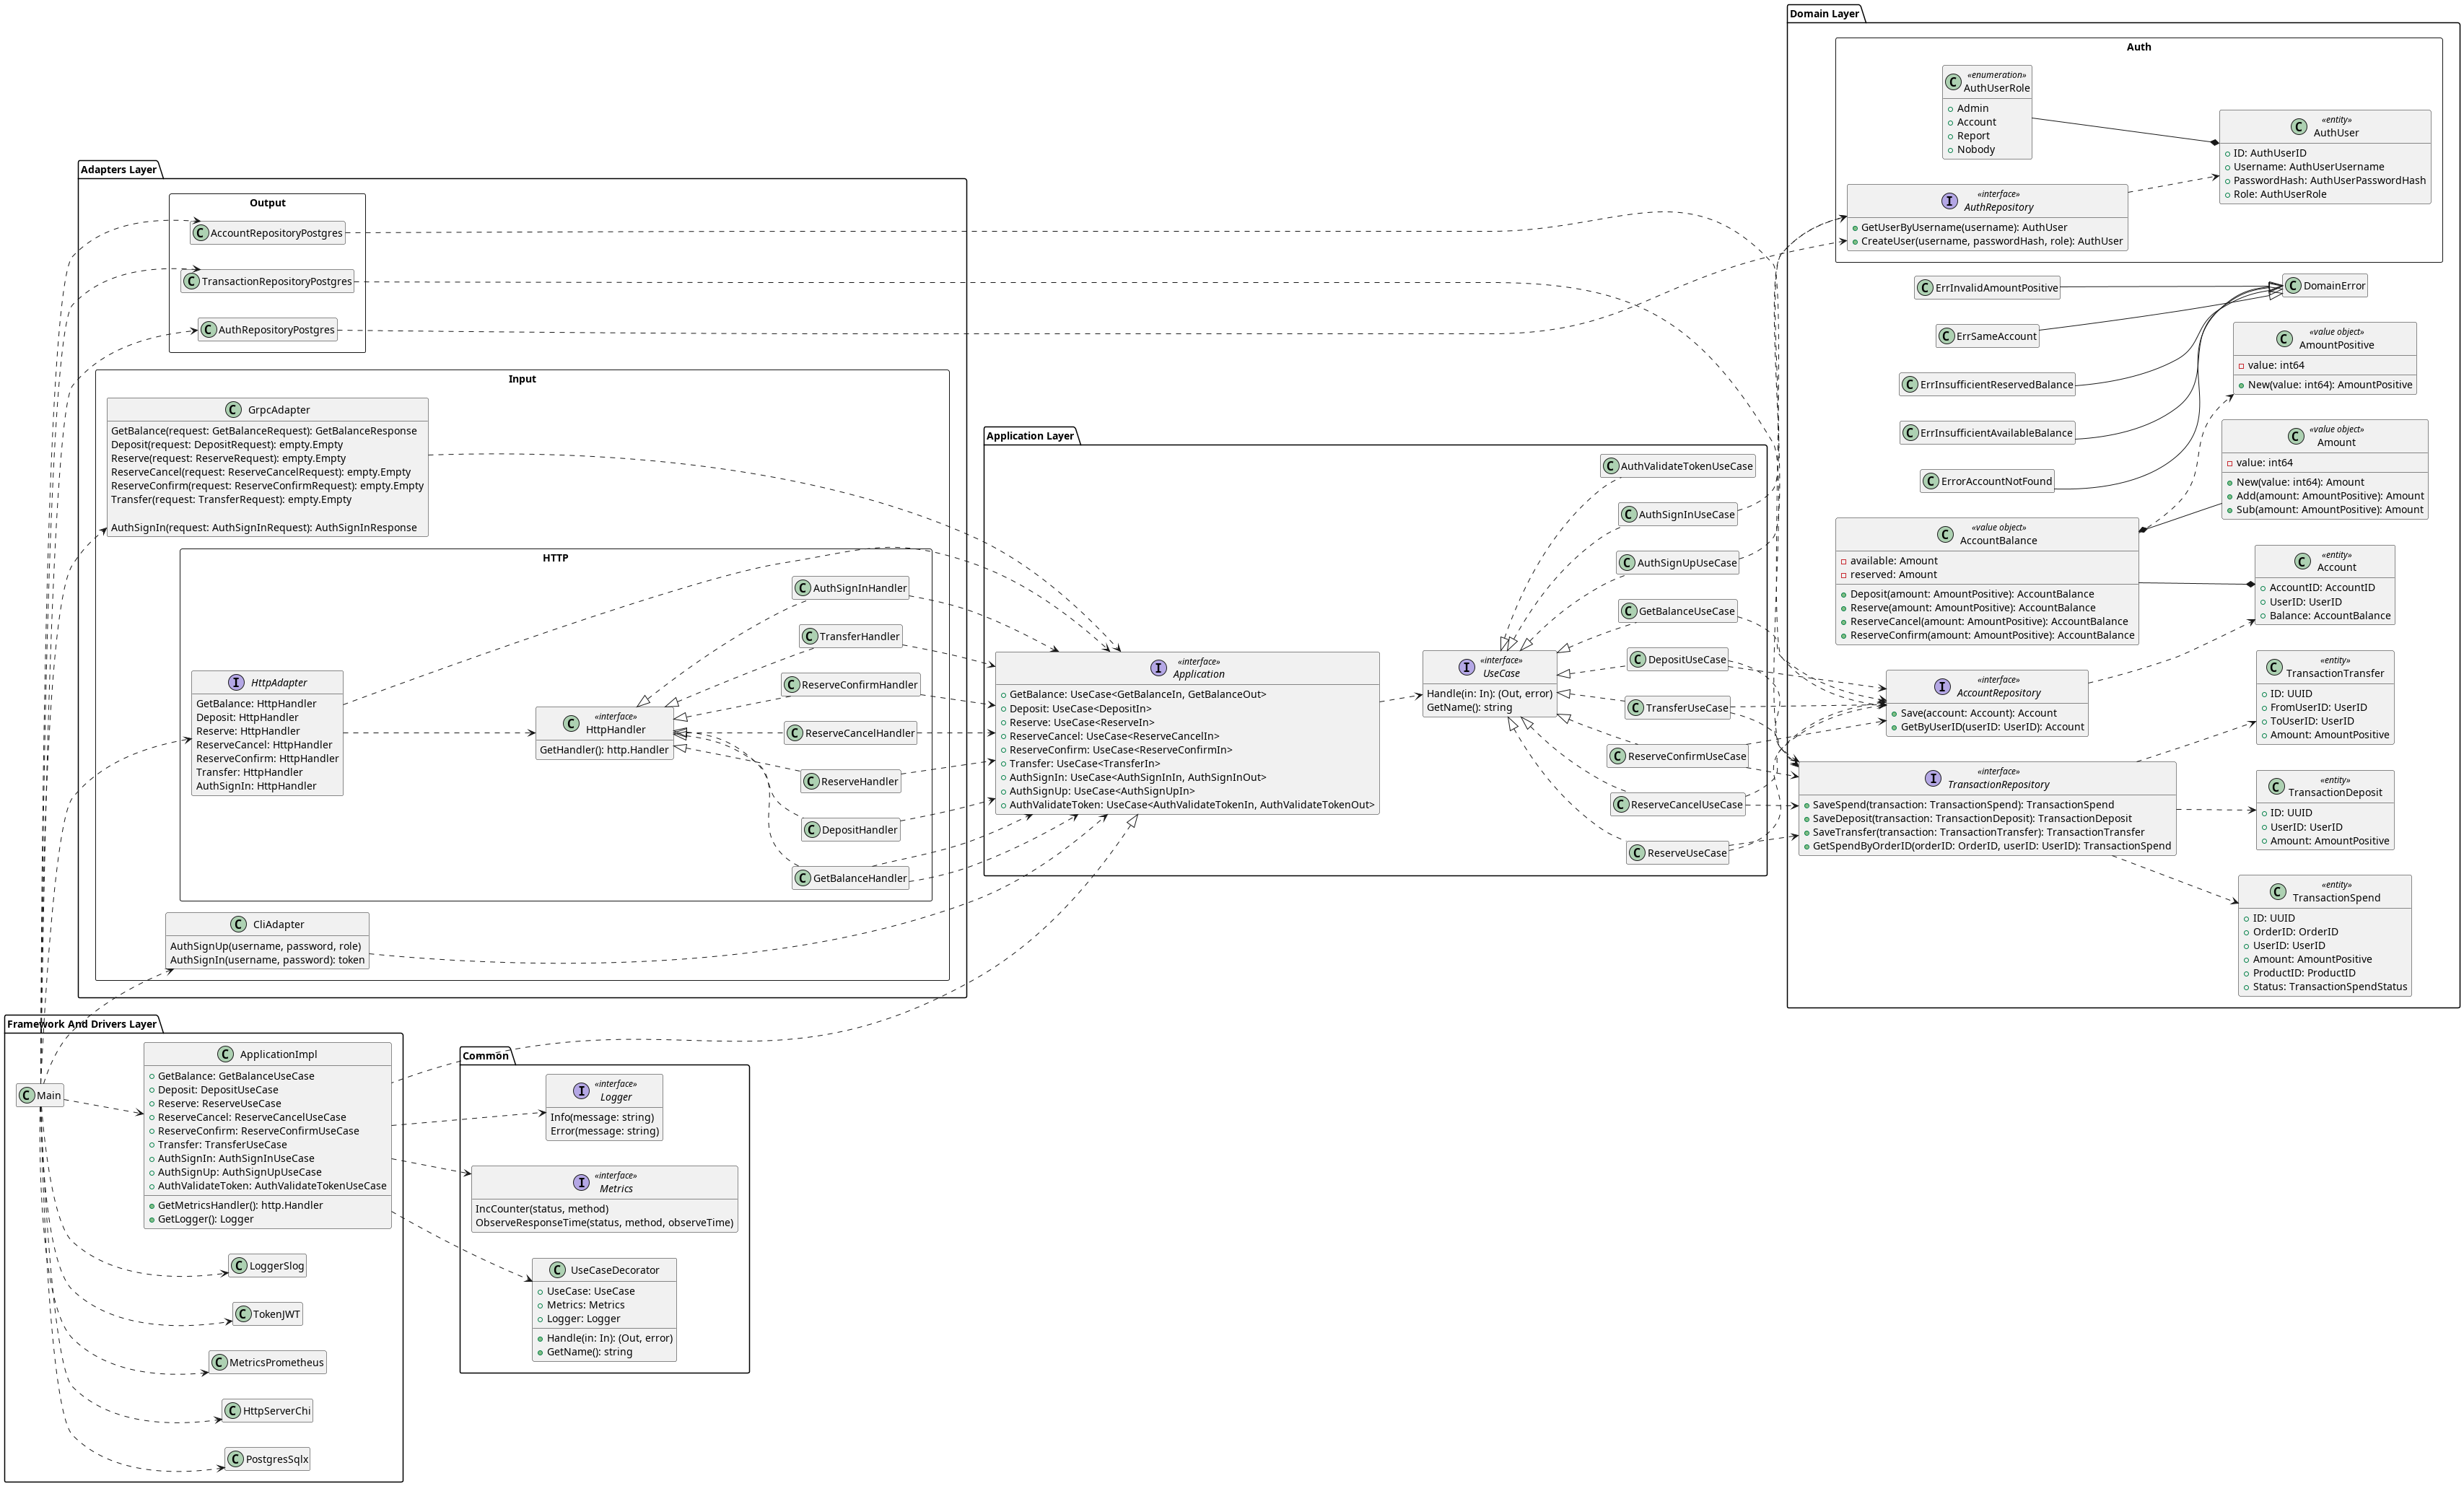 Adapters Layer
Output
AccountRepositoryPostgres
TransactionRepositoryPostgres
AuthRepositoryPostgres
Input
GrpcAdapter
GetBalance(request: GetBalanceRequest): GetBalanceResponse
Deposit(request: DepositRequest): empty.Empty
Reserve(request: ReserveRequest): empty.Empty
ReserveCancel(request: ReserveCancelRequest): empty.Empty
ReserveConfirm(request: ReserveConfirmRequest): empty.Empty
Transfer(request: TransferRequest): empty.Empty
AuthSignIn(request: AuthSignInRequest): AuthSignInResponse
HTTP
HttpAdapter
GetBalance: HttpHandler
Deposit: HttpHandler
Reserve: HttpHandler
ReserveCancel: HttpHandler
ReserveConfirm: HttpHandler
Transfer: HttpHandler
AuthSignIn: HttpHandler
«interface»
HttpHandler
GetHandler(): http.Handler
AuthSignInHandler
TransferHandler
ReserveConfirmHandler
ReserveCancelHandler
ReserveHandler
DepositHandler
GetBalanceHandler
CliAdapter
AuthSignUp(username, password, role)
AuthSignIn(username, password): token
Application Layer
«interface»
Application
GetBalance: UseCase<GetBalanceIn, GetBalanceOut>
Deposit: UseCase<DepositIn>
Reserve: UseCase<ReserveIn>
ReserveCancel: UseCase<ReserveCancelIn>
ReserveConfirm: UseCase<ReserveConfirmIn>
Transfer: UseCase<TransferIn>
AuthSignIn: UseCase<AuthSignInIn, AuthSignInOut>
AuthSignUp: UseCase<AuthSignUpIn>
AuthValidateToken: UseCase<AuthValidateTokenIn, AuthValidateTokenOut>
«interface»
UseCase
Handle(in: In): (Out, error)
GetName(): string
AuthValidateTokenUseCase
AuthSignInUseCase
AuthSignUpUseCase
GetBalanceUseCase
DepositUseCase
TransferUseCase
ReserveConfirmUseCase
ReserveCancelUseCase
ReserveUseCase
Domain Layer
Auth
«enumeration»
AuthUserRole
Admin
Account
Report
Nobody
«entity»
AuthUser
ID: AuthUserID
Username: AuthUserUsername
PasswordHash: AuthUserPasswordHash
Role: AuthUserRole
«interface»
AuthRepository
GetUserByUsername(username): AuthUser
CreateUser(username, passwordHash, role): AuthUser
ErrInvalidAmountPositive
DomainError
ErrSameAccount
ErrInsufficientReservedBalance
ErrInsufficientAvailableBalance
ErrorAccountNotFound
«value object»
AmountPositive
value: int64
New(value: int64): AmountPositive
«value object»
Amount
value: int64
New(value: int64): Amount
Add(amount: AmountPositive): Amount
Sub(amount: AmountPositive): Amount
«value object»
AccountBalance
available: Amount
reserved: Amount
Deposit(amount: AmountPositive): AccountBalance
Reserve(amount: AmountPositive): AccountBalance
ReserveCancel(amount: AmountPositive): AccountBalance
ReserveConfirm(amount: AmountPositive): AccountBalance
«entity»
Account
AccountID: AccountID
UserID: UserID
Balance: AccountBalance
«interface»
AccountRepository
Save(account: Account): Account
GetByUserID(userID: UserID): Account
«entity»
TransactionTransfer
ID: UUID
FromUserID: UserID
ToUserID: UserID
Amount: AmountPositive
«interface»
TransactionRepository
SaveSpend(transaction: TransactionSpend): TransactionSpend
SaveDeposit(transaction: TransactionDeposit): TransactionDeposit
SaveTransfer(transaction: TransactionTransfer): TransactionTransfer
GetSpendByOrderID(orderID: OrderID, userID: UserID): TransactionSpend
«entity»
TransactionDeposit
ID: UUID
UserID: UserID
Amount: AmountPositive
«entity»
TransactionSpend
ID: UUID
OrderID: OrderID
UserID: UserID
Amount: AmountPositive
ProductID: ProductID
Status: TransactionSpendStatus
Framework And Drivers Layer
Main
ApplicationImpl
GetBalance: GetBalanceUseCase
Deposit: DepositUseCase
Reserve: ReserveUseCase
ReserveCancel: ReserveCancelUseCase
ReserveConfirm: ReserveConfirmUseCase
Transfer: TransferUseCase
AuthSignIn: AuthSignInUseCase
AuthSignUp: AuthSignUpUseCase
AuthValidateToken: AuthValidateTokenUseCase
GetMetricsHandler(): http.Handler
GetLogger(): Logger
LoggerSlog
TokenJWT
MetricsPrometheus
HttpServerChi
PostgresSqlx
Common
«interface»
Logger
Info(message: string)
Error(message: string)
«interface»
Metrics
IncCounter(status, method)
ObserveResponseTime(status, method, observeTime)
UseCaseDecorator
UseCase: UseCase
Metrics: Metrics
Logger: Logger
Handle(in: In): (Out, error)
GetName(): string